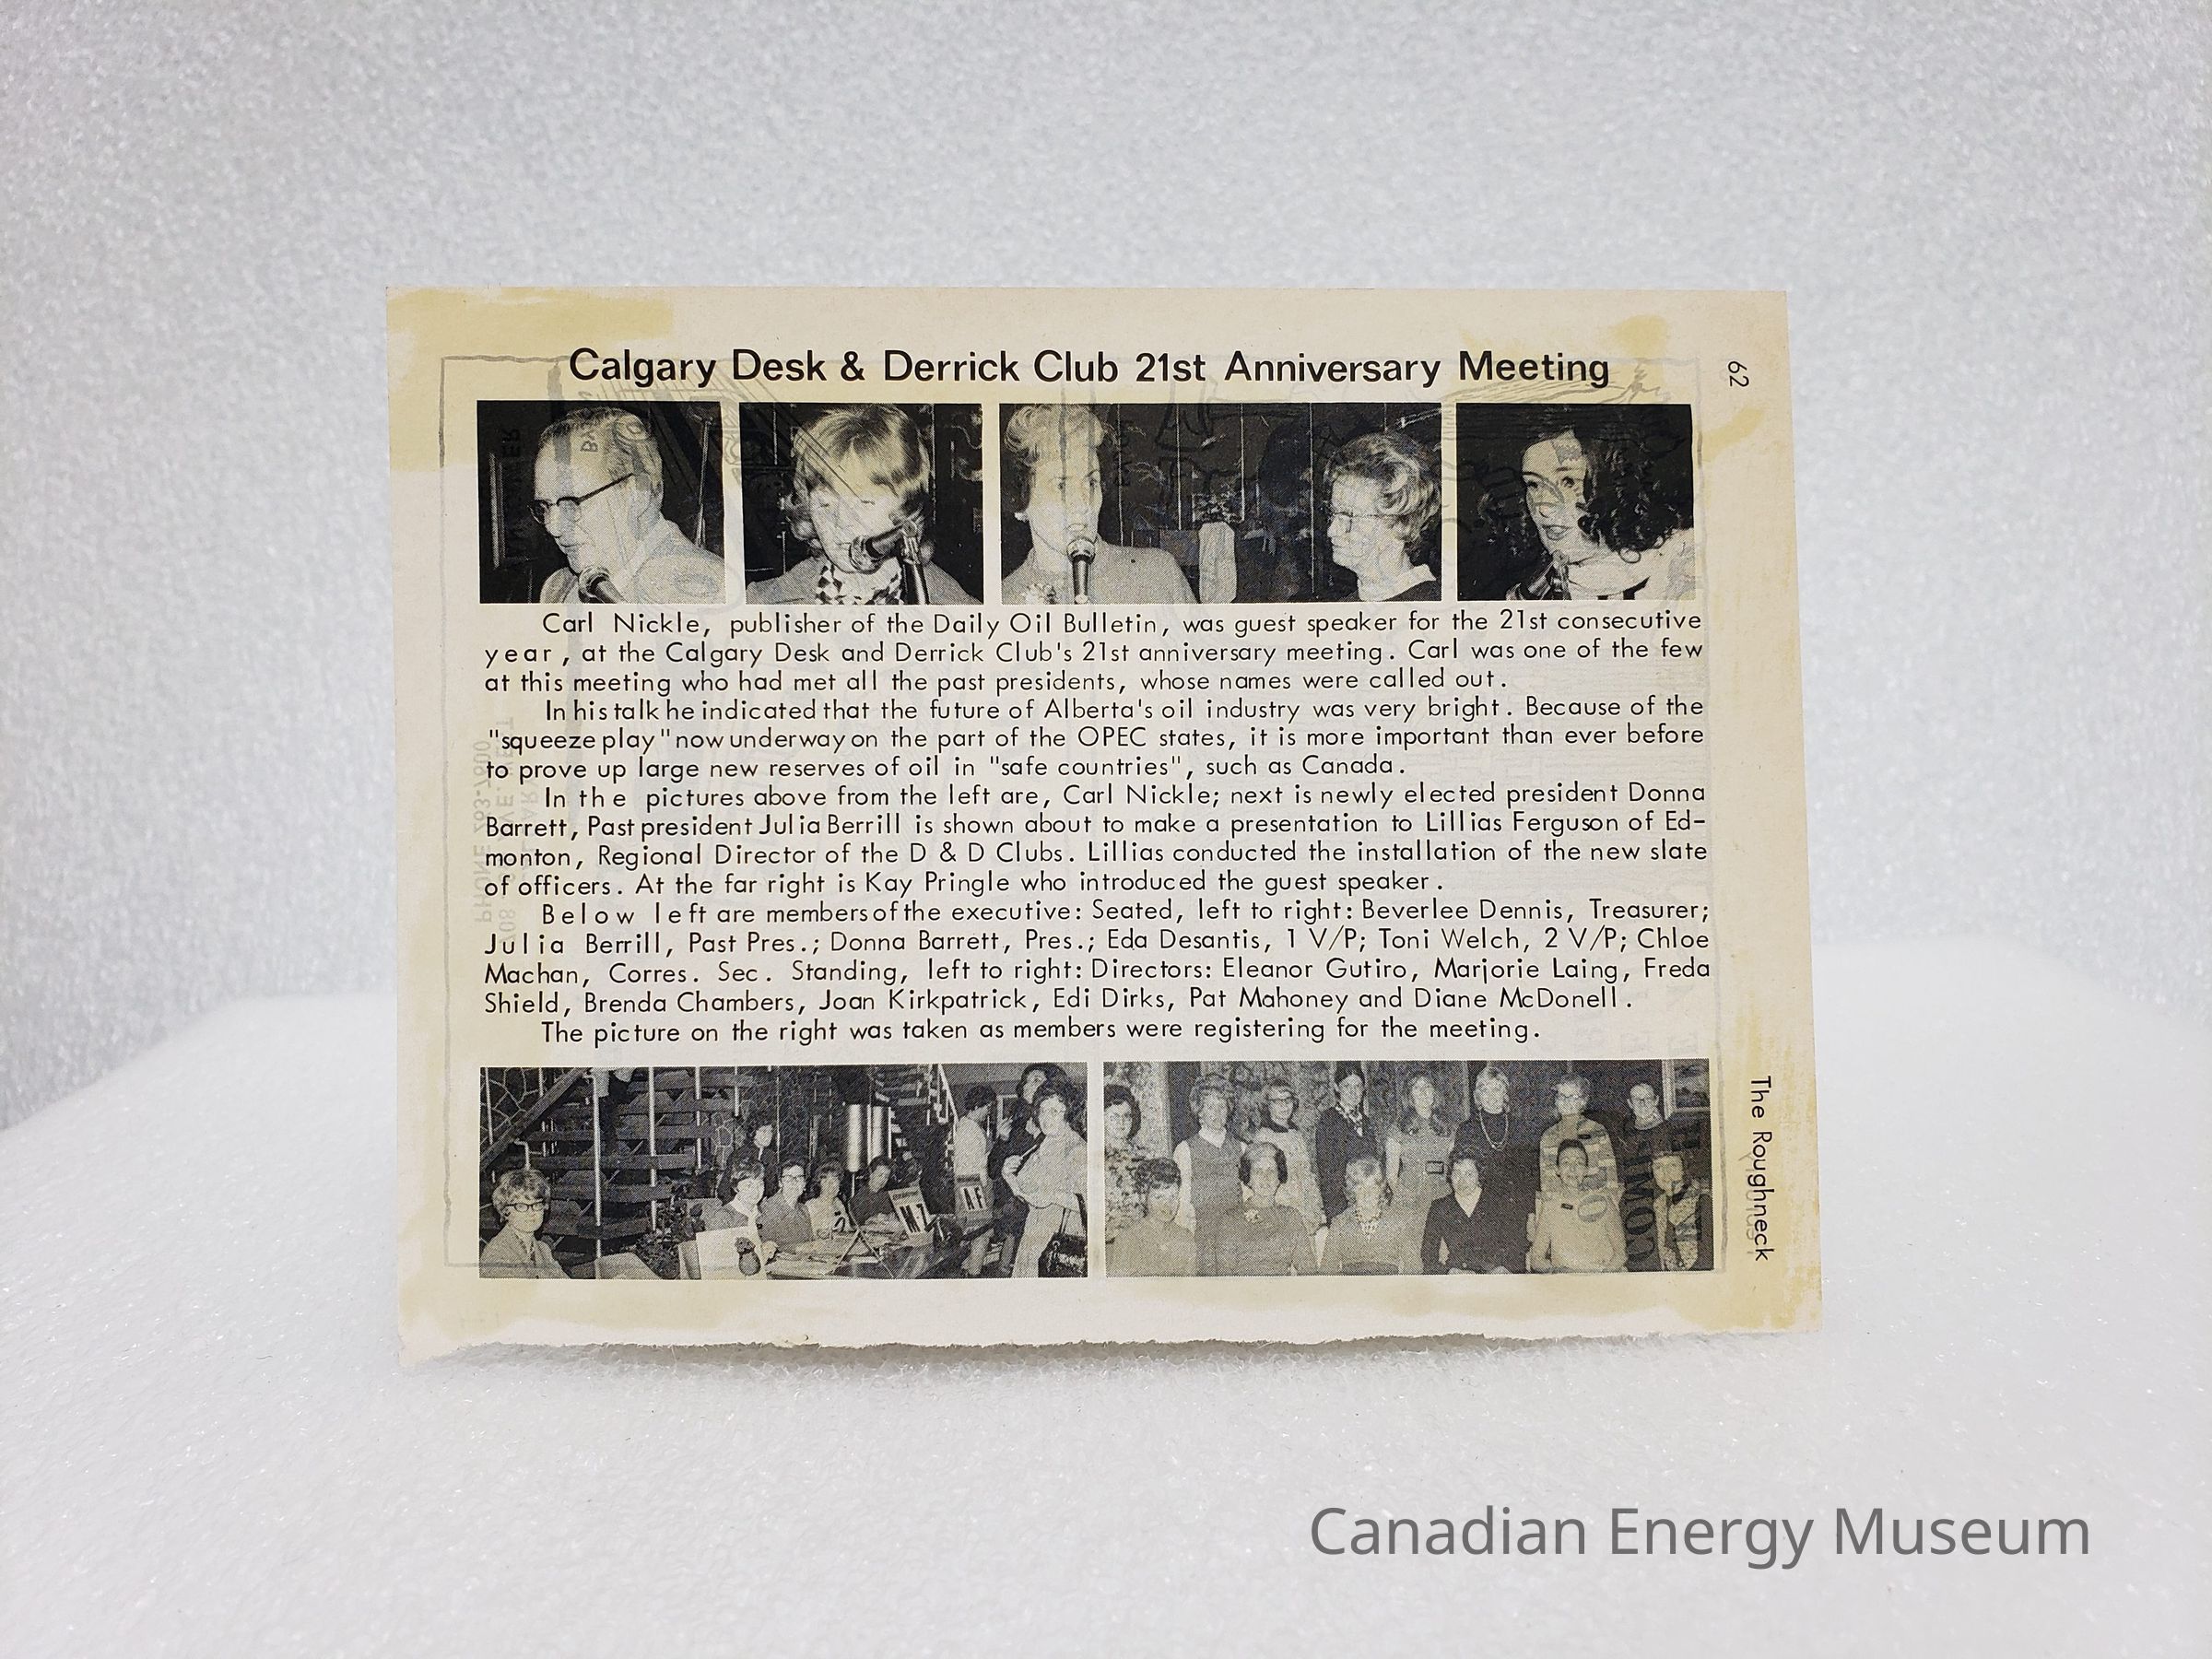 Calgary Desk & Derrick Club 21st Anniversary Meeting
62
Carl Nickle, publisher of the Daily Oil Bulletin, was guest speaker for the 21st consecutive
year, at the Calgary Desk and Derrick Club's 21st anniversary meeting. Carl was one of the few
at this meeting who had met all the past presidents, whose names were called out.
In his talk he indicated that the future of Alberta's oil industry was very bright. Because of the
"squeeze play" now underway on the part of the OPEC states, it is more important than ever before
to prove up large new reserves of oil in "safe countries", such as Canada.
In the pictures above from the left are, Carl Nickle; next is newly elected president Donna
Barrett, Past president Julia Berrill is shown about to make a presentation to Lillias Ferguson of Ed-
monton, Regional Director of the D & D Clubs. Lillias conducted the installation of the new slate
of officers. At the far right is Kay Pringle who introduced the guest speaker.
Below left are members of the executive: Seated, left to right: Beverlee Dennis, Treasurer;
Julia Berrill, Past Pres.; Donna Barrett, Pres.; Eda Desantis, 1 V/P; Toni Welch, 2 V/P; Chloe
Machan, Corres. Sec. Standing, left to right: Directors: Eleanor Gutiro, Marjorie Laing, Freda
Shield, Brenda Chambers, Joan Kirkpatrick, Edi Dirks, Pat Mahoney and Diane McDonell.
The picture on the right was taken as members were registering for the meeting.
The Roughneck
Canadian Energy Museum